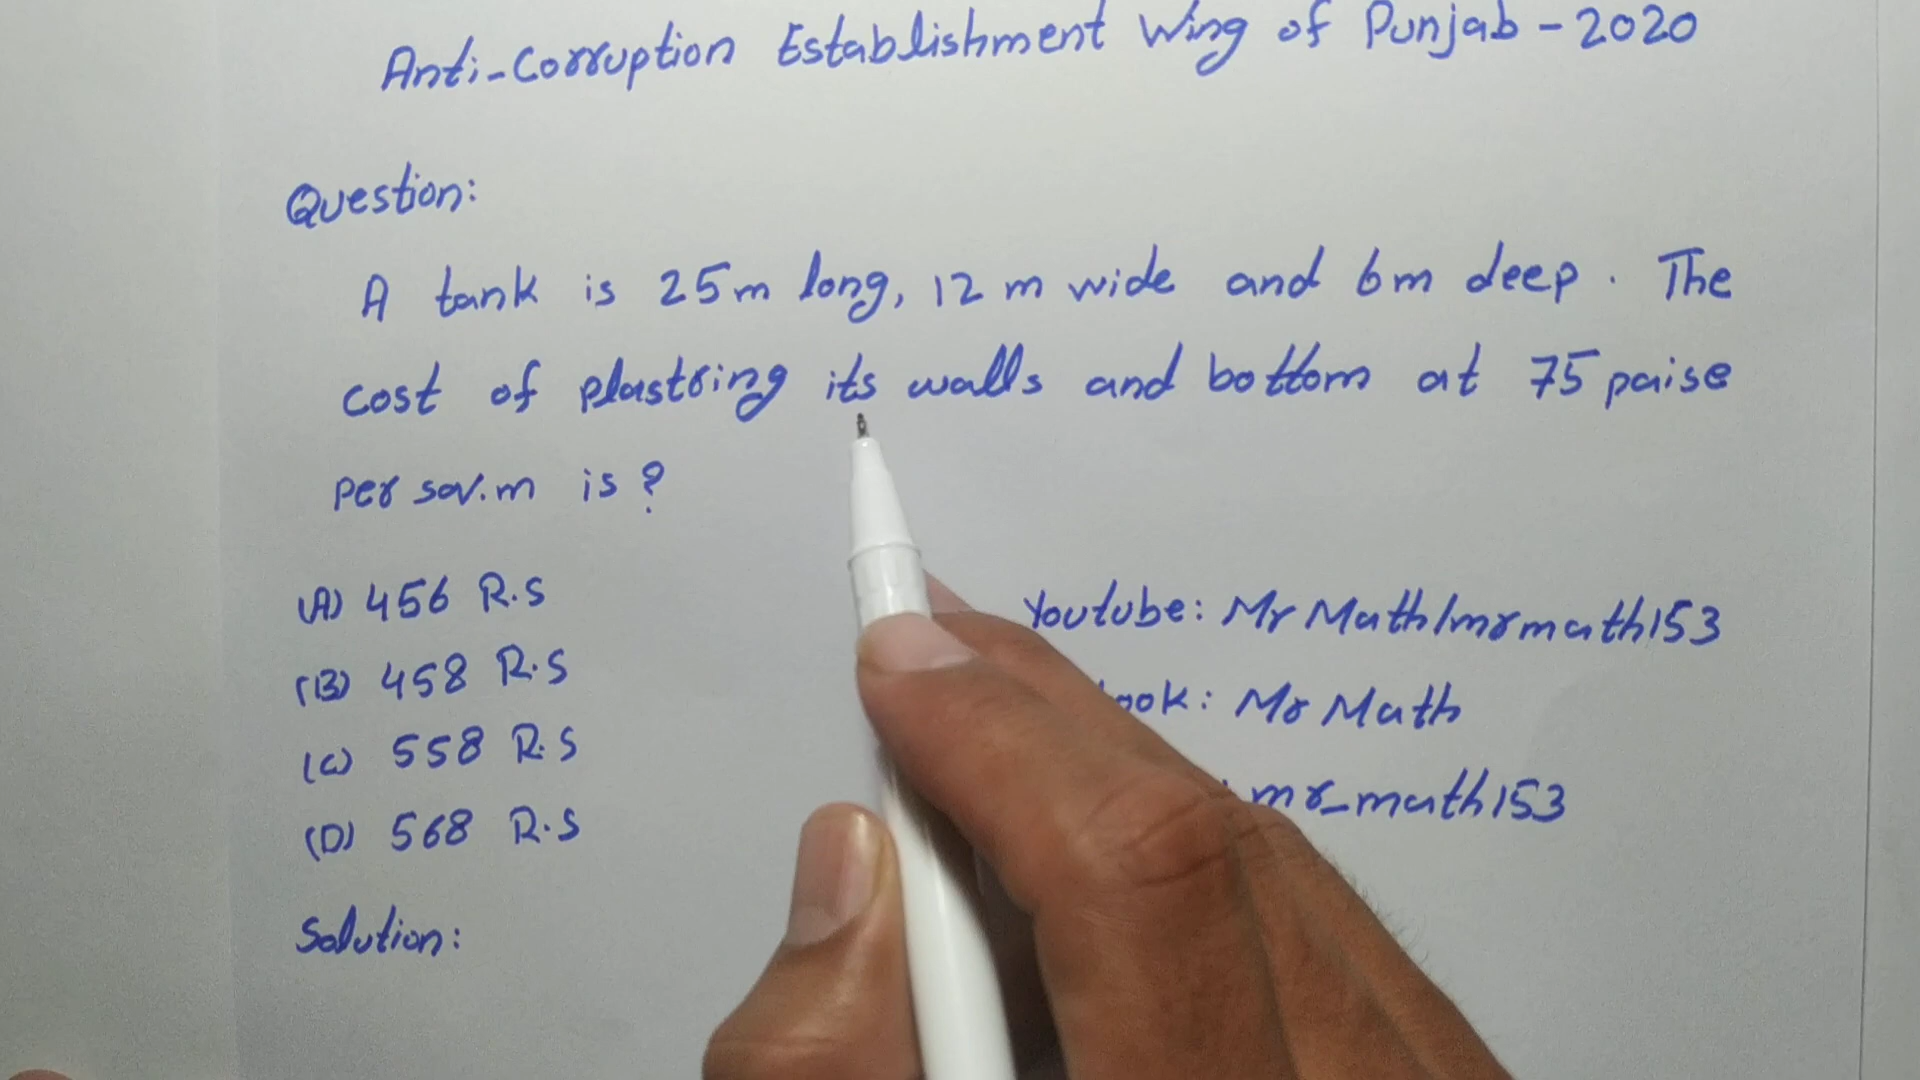 Anti-Corruption Establishment Wing of Punjab - 2020
Question:
A tank is 25m long, 12 m wide and 6m deep. The
cost of plastring its walls and bottom at 75 paise
per sqr.m is?
(A) 456 R.S
(B) 458 R.S
(C) 558 R.S
(D) 568 R.S
Youtube: Mr Math/mrmath153
ook: Mr Math
mr_math153
Solution: